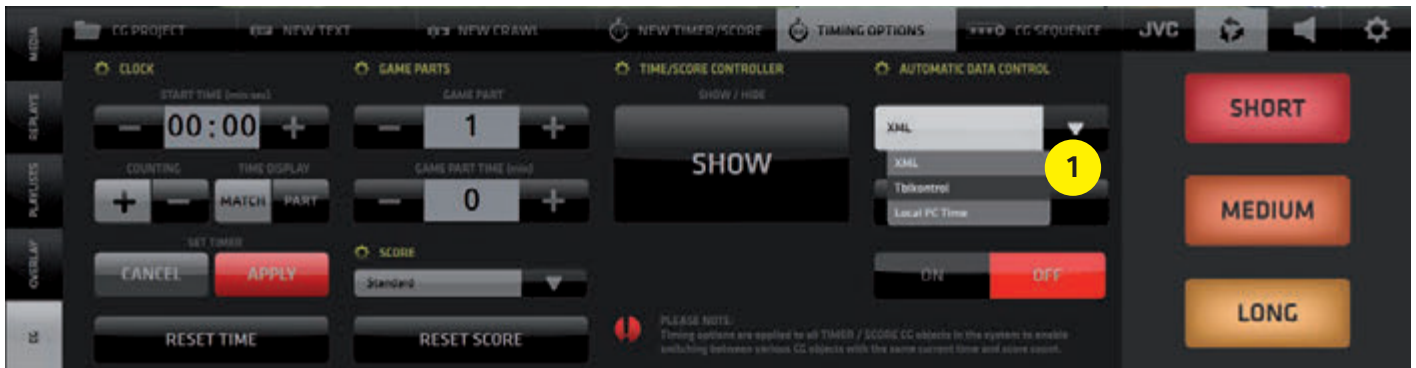 CG PROJECT
NEW TEXT
NEW CRAWL
NEW TIMER/SCORE
TIMING OPTIONS
CG SEQUENCE
JVC
MEDIA
REPLAYS
PLAYLISTS
OVERLAY
CG
CLOCK
START TIME (min:sec)
00:00
COUNTING
TIME DISPLAY
MATCH PART
SET TIMER
CANCEL
APPLY
RESET TIME
GAME PARTS
GAME PART
1
GAME PART TIME (min)
0
SCORE
Standard
RESET SCORE
TIME/SCORE CONTROLLER
SHOW / HIDE
SHOW
AUTOMATIC DATA CONTROL
XML
XML
1
Tblkontrol
Local PC Time
ON
OFF
PLEASE NOTE:
Timing options are applied to all TIMER / SCORE CG objects in the system to enable
switching between various CG objects with the same current time and score count.
SHORT
MEDIUM
LONG